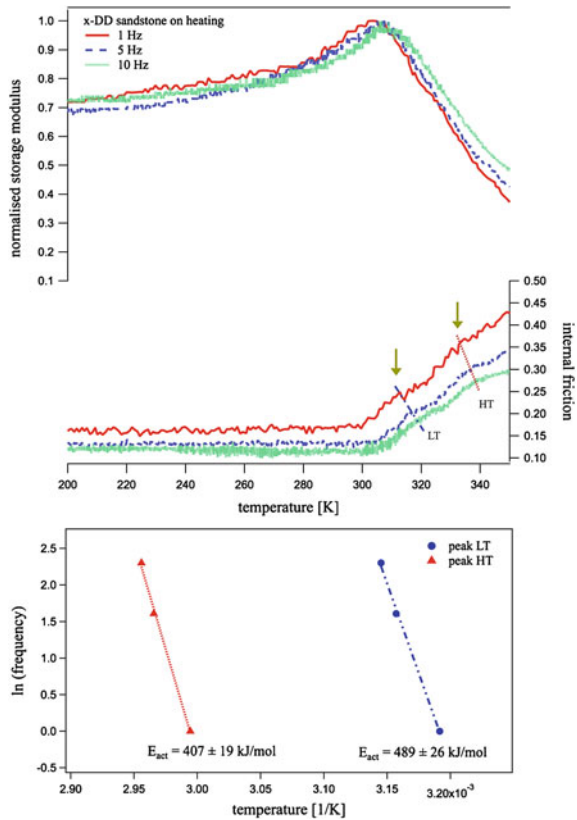 x-DD sandstone on heating
1 Hz
5 Hz
10 Hz
normalised storage modulus
1.0
0.9
0.8
0.7
0.6
0.5
0.4
0.3
0.2
0.1
internal friction
0.50
0.45
0.40
0.35
0.30
0.25
0.20
0.15
0.10
HT
LT
200 220 240 260 280 300 320 340
temperature [K]
ln (frequency)
2.5
2.0
1.5
1.0
0.5
0.0
-0.5
peak LT
peak HT
E_act = 407 ± 19 kJ/mol
E_act = 489 ± 26 kJ/mol
2.90 2.95 3.00 3.05 3.10 3.15 3.20x10⁻³
temperature [1/K]